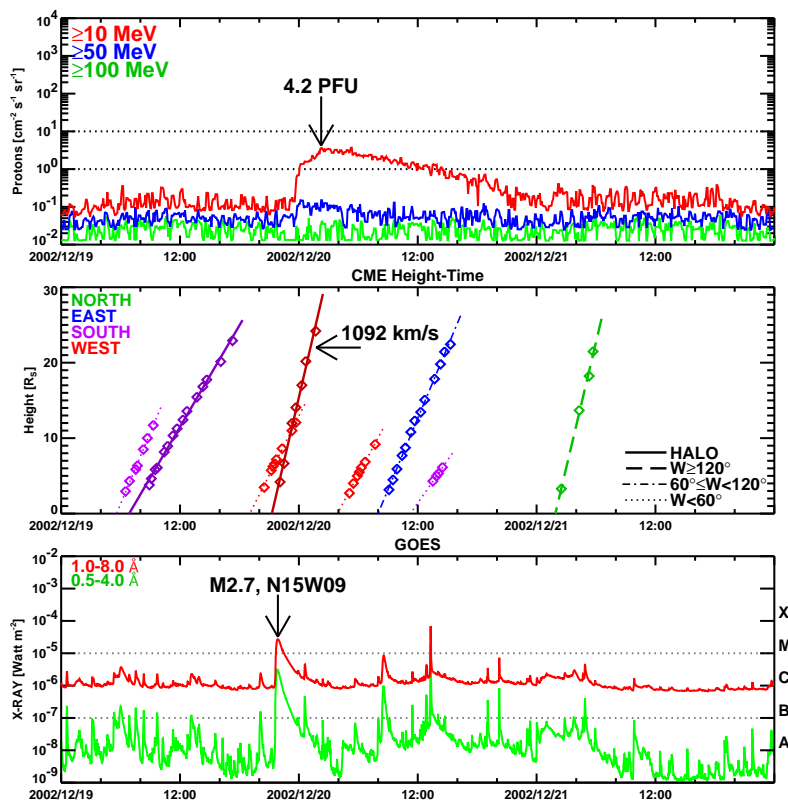 ≥10 MeV
≥50 MeV
≥100 MeV
4.2 PFU
Protons [cm⁻² s⁻¹ sr⁻¹]
10⁴
10³
10²
10¹
10⁰
10⁻¹
10⁻²
2002/12/19 12:00 2002/12/20 12:00 2002/12/21 12:00
CME Height-Time
NORTH
EAST
SOUTH
WEST
1092 km/s
Height [Rₛ]
30
20
10
0
HALO
W≥120°
60°≤W<120°
W<60°
2002/12/19 12:00 2002/12/20 12:00 2002/12/21 12:00
GOES
1.0-8.0 Å
0.5-4.0 Å
M2.7, N15W09
X-RAY [Watt m⁻²]
10⁻²
10⁻³
10⁻⁴
10⁻⁵
10⁻⁶
10⁻⁷
10⁻⁸
10⁻⁹
X
M
C
B
A
2002/12/19 12:00 2002/12/20 12:00 2002/12/21 12:00